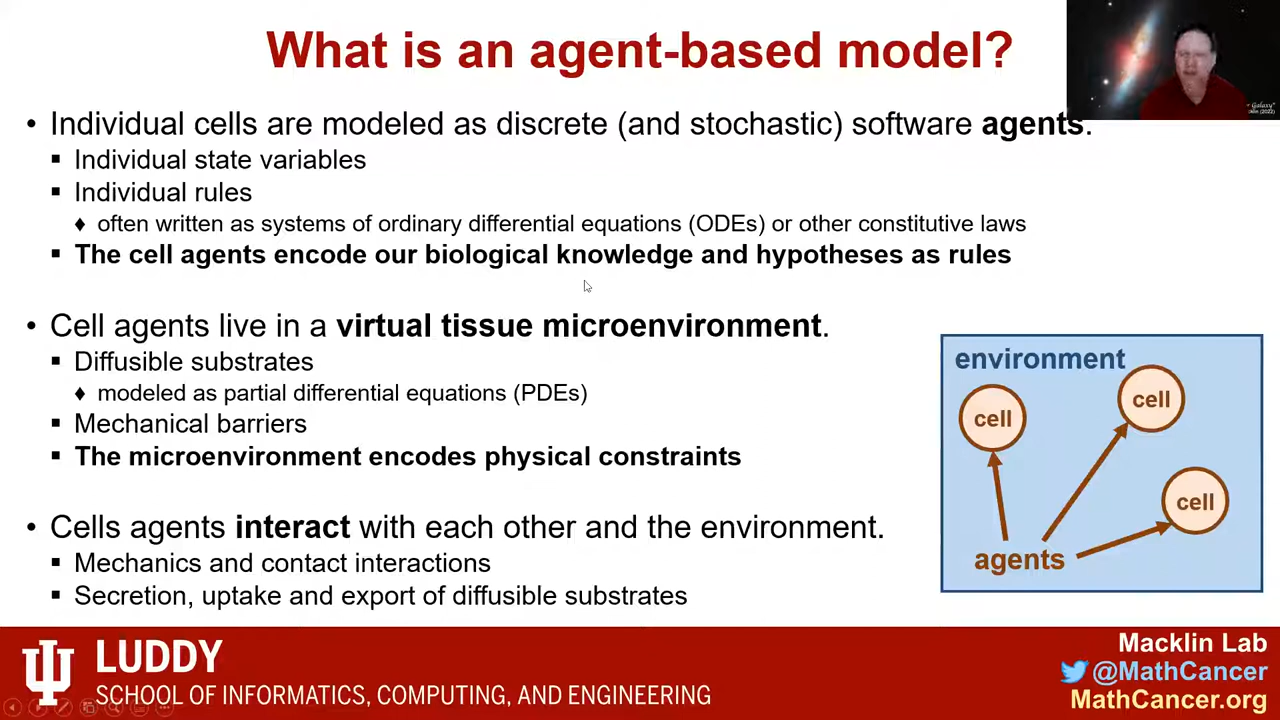 What is an agent-based model?
• Individual cells are modeled as discrete (and stochastic) software agents.
▪ Individual state variables
▪ Individual rules
♦ often written as systems of ordinary differential equations (ODEs) or other constitutive laws
▪ The cell agents encode our biological knowledge and hypotheses as rules
• Cell agents live in a virtual tissue microenvironment.
▪ Diffusible substrates
♦ modeled as partial differential equations (PDEs)
▪ Mechanical barriers
▪ The microenvironment encodes physical constraints
• Cells agents interact with each other and the environment.
▪ Mechanics and contact interactions
▪ Secretion, uptake and export of diffusible substrates
environment
cell
cell
cell
agents
Galaxy"
(2022)
LUDDY
SCHOOL OF INFORMATICS, COMPUTING, AND ENGINEERING
Macklin Lab
@MathCancer
MathCancer.org